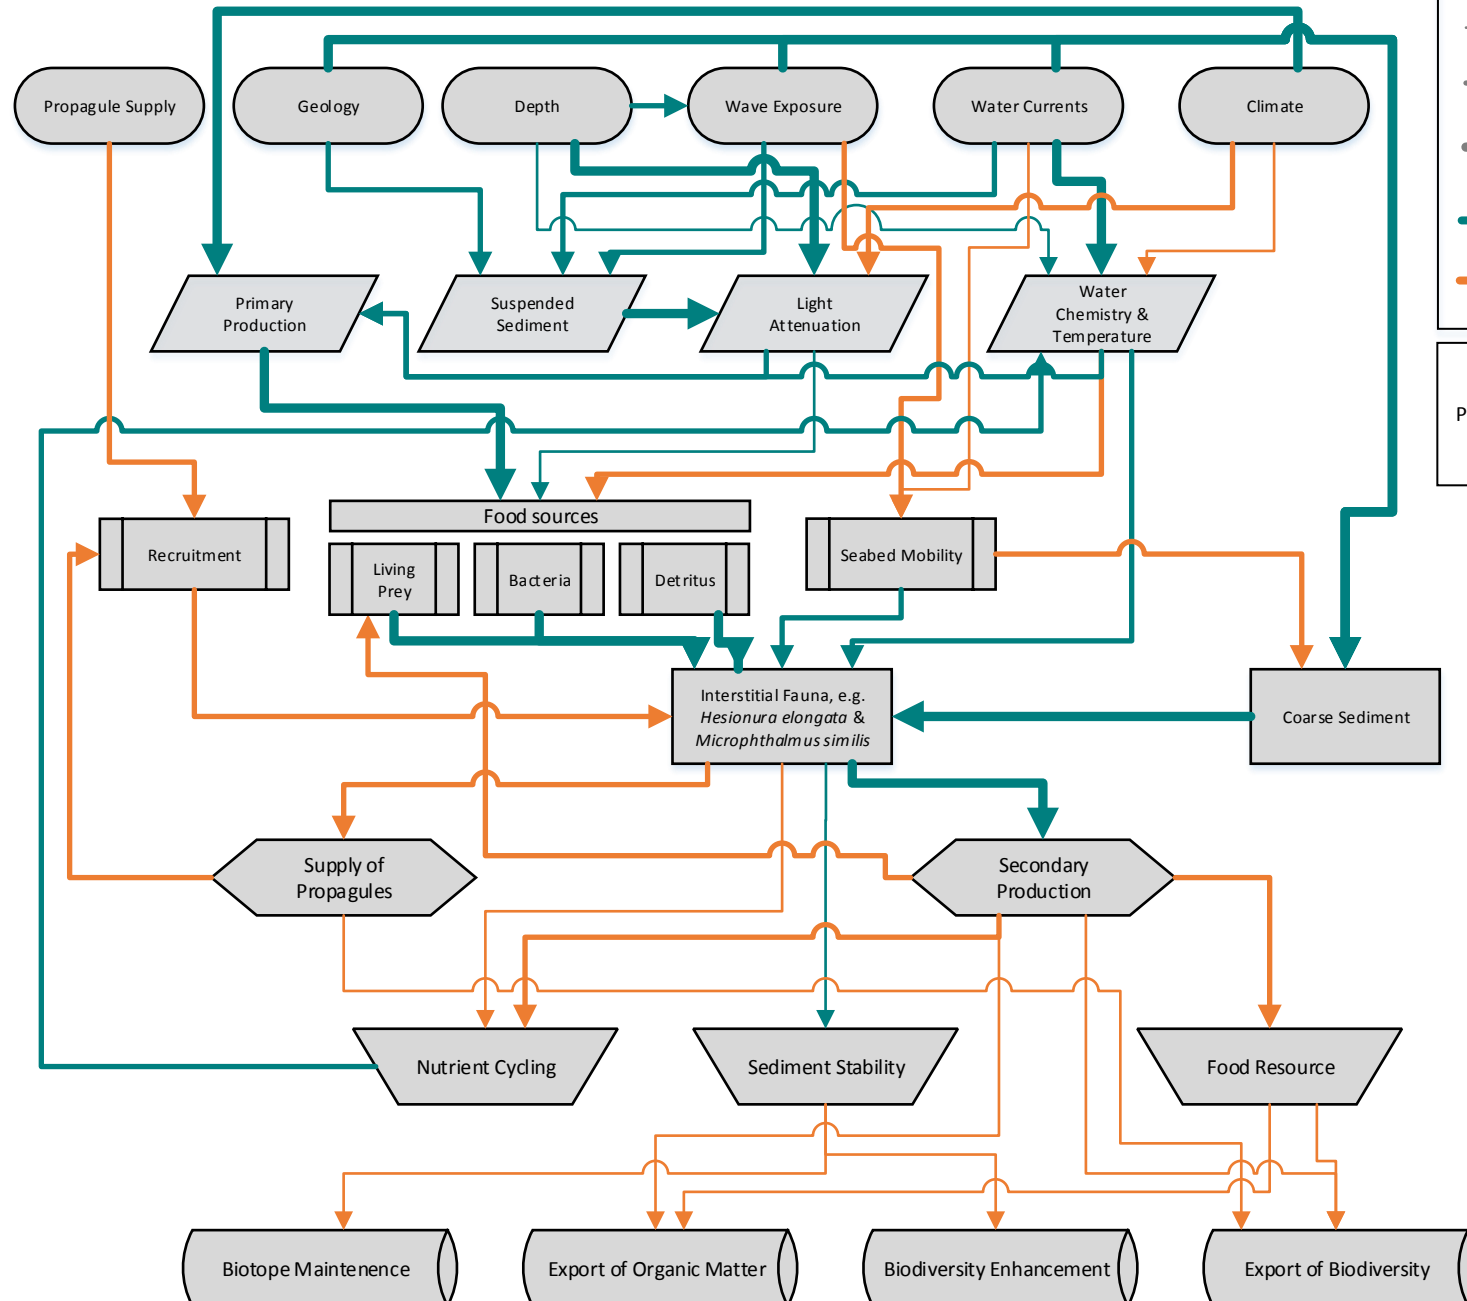 Propagule Supply
Geology
Depth
Wave Exposure
Water Currents
Climate
Primary
Production
Suspended
Sediment
Light
Attenuation
Water
Chemistry &
Temperature
P
Food sources
Recruitment
Living
Prey
Bacteria
Detritus
Seabed Mobility
Interstitial Fauna, e.g.
Hesionura elongata &
Microphthalmus similis
Coarse Sediment
Supply of
Propagules
Secondary
Production
Nutrient Cycling
Sediment Stability
Food Resource
Biotope Maintenence
Export of Organic Matter
Biodiversity Enhancement
Export of Biodiversity